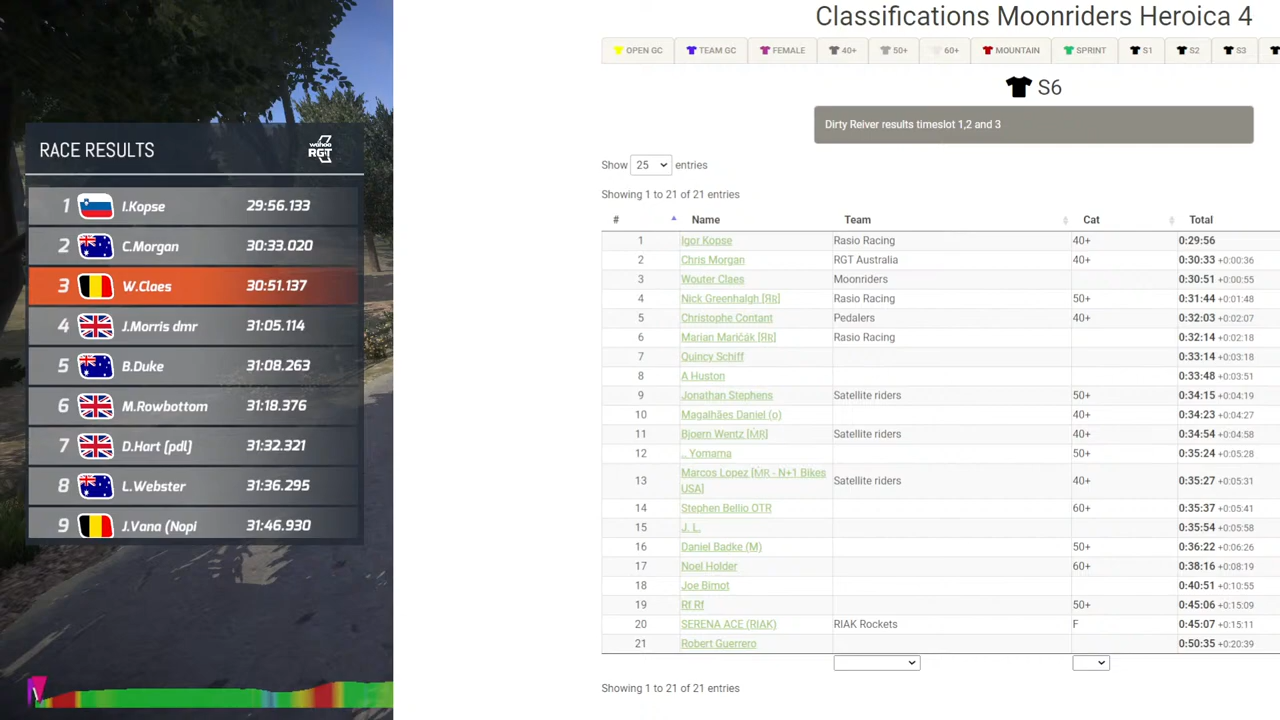 RACE RESULTS
wahoo
RGT
1 I.Kopse 29:56.133
2 C.Morgan 30:33.020
3 W.Claes 30:51.137
4 J.Morris dmr 31:05.114
5 B.Duke 31:08.263
6 M.Rowbottom 31:18.376
7 D.Hart [pdl] 31:32.321
8 L.Webster 31:36.295
9 J.Vana (Nopi 31:46.930
Classifications Moonriders Heroica 4
OPEN GC TEAM GC FEMALE 40+ 50+ 60+ MOUNTAIN SPRINT S1 S2 S3
S6
Dirty Reiver results timeslot 1,2 and 3
Show 25 entries
Showing 1 to 21 of 21 entries
# Name Team Cat Total
1 Igor Kopse Rasio Racing 40+ 0:29:56
2 Chris Morgan RGT Australia 40+ 0:30:33 +0:00:36
3 Wouter Claes Moonriders 0:30:51 +0:00:55
4 Nick Greenhalgh [ЯR] Rasio Racing 50+ 0:31:44 +0:01:48
5 Christophe Contant Pedalers 40+ 0:32:03 +0:02:07
6 Marian Maričák [ЯR] Rasio Racing 0:32:14 +0:02:18
7 Quincy Schiff 0:33:14 +0:03:18
8 A Huston 0:33:48 +0:03:51
9 Jonathan Stephens Satellite riders 50+ 0:34:15 +0:04:19
10 Magalhães Daniel (o) 40+ 0:34:23 +0:04:27
11 Bjoern Wentz [MR] Satellite riders 40+ 0:34:54 +0:04:58
12 .. Yomama 50+ 0:35:24 +0:05:28
13 Marcos Lopez [MR - N+1 Bikes USA] Satellite riders 40+ 0:35:27 +0:05:31
14 Stephen Bellio OTR 60+ 0:35:37 +0:05:41
15 J. L. 0:35:54 +0:05:58
16 Daniel Badke (M) 50+ 0:36:22 +0:06:26
17 Noel Holder 60+ 0:38:16 +0:08:19
18 Joe Bimot 0:40:51 +0:10:55
19 Rf Rf 50+ 0:45:06 +0:15:09
20 SERENA ACE (RIAK) RIAK Rockets F 0:45:07 +0:15:11
21 Robert Guerrero 0:50:35 +0:20:39
Showing 1 to 21 of 21 entries